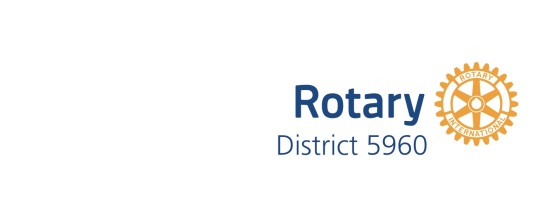 Rotary
District 5960
ROTARY
INTERNATIONAL